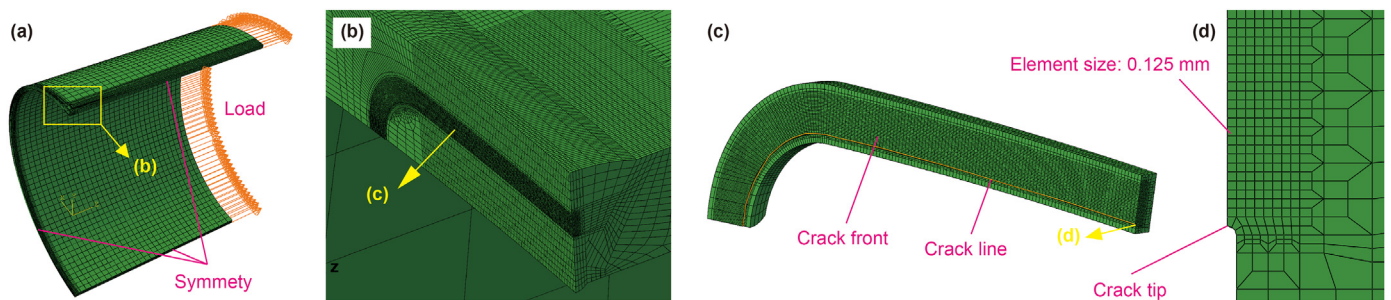 (a)
Load
(b)
Symmety
(b)
(c)
z
(c)
Crack front
Crack line
(d)
(d)
Element size: 0.125 mm
Crack tip